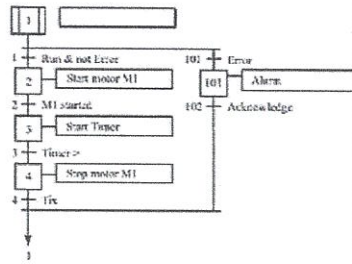 1
1 Run & not Error 101 Error
2 Start motor M1 101 Alarm
2 M1 started 102 Acknowledge
3 Start Timer
3 Timer >
4 Stop motor M1
4 Tix
1